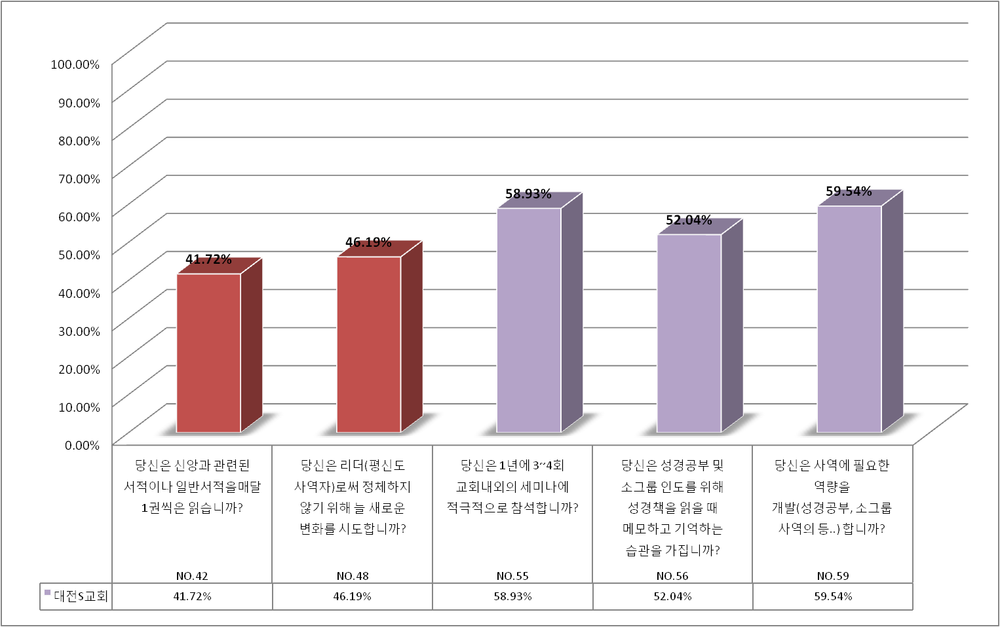 100.00%
90.00%
80.00%
70.00%
60.00%
50.00%
40.00%
30.00%
20.00%
10.00%
0.00%
41.72%
46.19%
58.93%
52.04%
59.54%
당신은 신앙과 관련된
서적이나 일반서적을매달
1권씩은 읽습니까?
NO.42
당신은 리더(평신도
사역자)로써 정체하지
않기 위해 늘 새로운
변화를 시도합니까?
NO.48
당신은 1년에 3~4회
교회내외의 세미나에
적극적으로 참석합니까?
NO.55
당신은 성경공부 및
소그룹 인도를 위해
성경책을 읽을 때
메모하고 기억하는
습관을 가집니까?
NO.56
당신은 사역에 필요한
역량을
개발(성경공부, 소그룹
사역의 등..) 합니까?
NO.59
대전S교회 41.72% 46.19% 58.93% 52.04% 59.54%